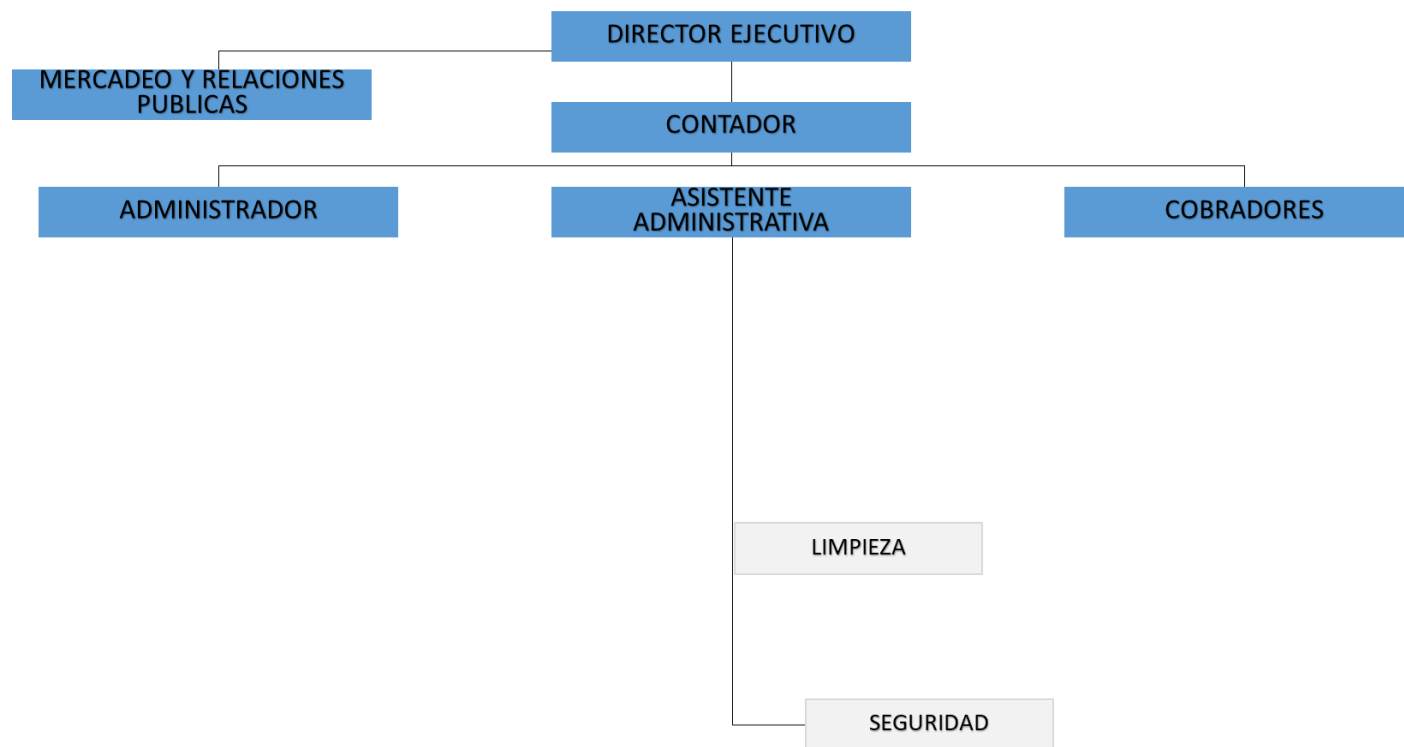 DIRECTOR EJECUTIVO
MERCADEO Y RELACIONES
PUBLICAS
CONTADOR
ADMINISTRADOR
ASISTENTE
ADMINISTRATIVA
COBRADORES
LIMPIEZA
SEGURIDAD